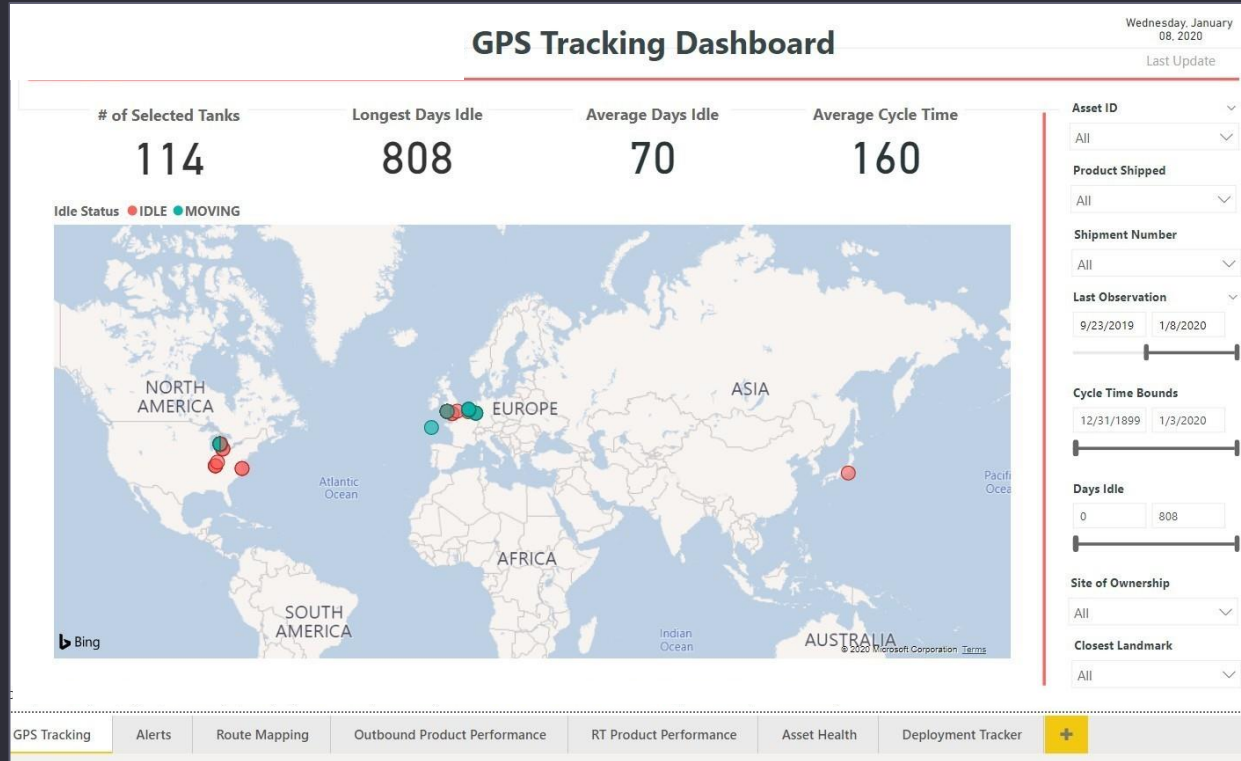 GPS Tracking Dashboard
Wednesday, January
08, 2020
Last Update
# of Selected Tanks
114
Longest Days Idle
808
Average Days Idle
70
Average Cycle Time
160
Idle Status IDLE MOVING
NORTH
AMERICA
EUROPE
ASIA
Atlantic
Ocean
Pacifi
Ocea
AFRICA
SOUTH
AMERICA
Indian
Ocean
AUSTRALIA
Bing
© 2020 Microsoft Corporation Terms
Asset ID
All
Product Shipped
All
Shipment Number
All
Last Observation
9/23/2019 1/8/2020
Cycle Time Bounds
12/31/1899 1/3/2020
Days Idle
0 808
Site of Ownership
All
Closest Landmark
All
GPS Tracking Alerts Route Mapping Outbound Product Performance RT Product Performance Asset Health Deployment Tracker +